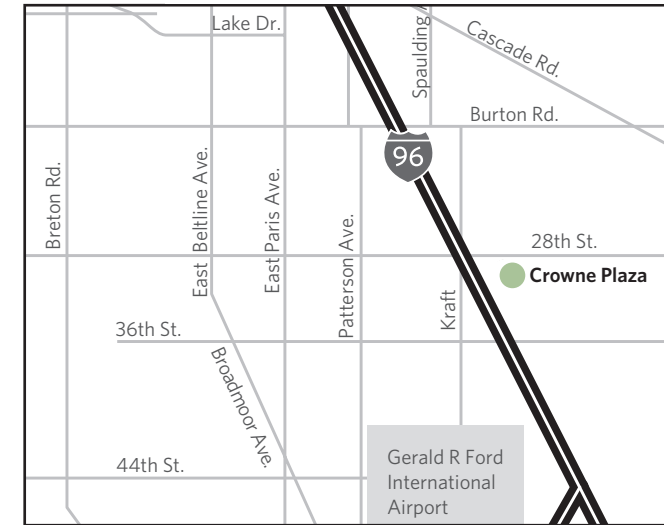 Lake Dr.
Spaulding
Cascade Rd.
Burton Rd.
96
Breton Rd.
East Beltline Ave.
East Paris Ave.
Patterson Ave.
Kraft
28th St.
Crowne Plaza
36th St.
Broadmoor Ave.
44th St.
Gerald R Ford
International
Airport